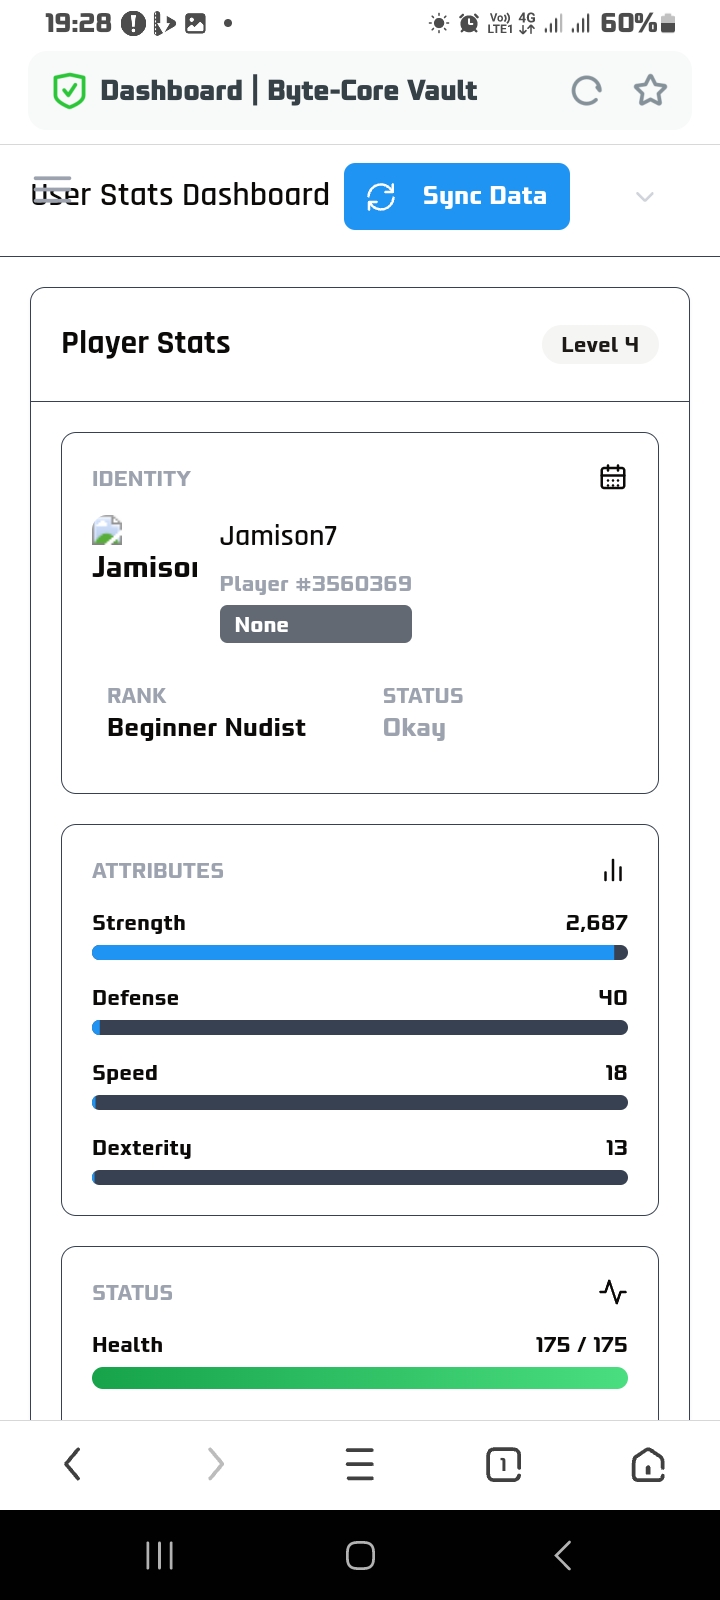 19:28
Vo)) 4G
LTE1
60%
Dashboard | Byte-Core Vault
User Stats Dashboard
Sync Data
Player Stats
Level 4
IDENTITY
Jamison7
Jamisor
Player #3560369
None
RANK
STATUS
Beginner Nudist
Okay
ATTRIBUTES
Strength 2,687
Defense 40
Speed 18
Dexterity 13
STATUS
Health 175 / 175
1